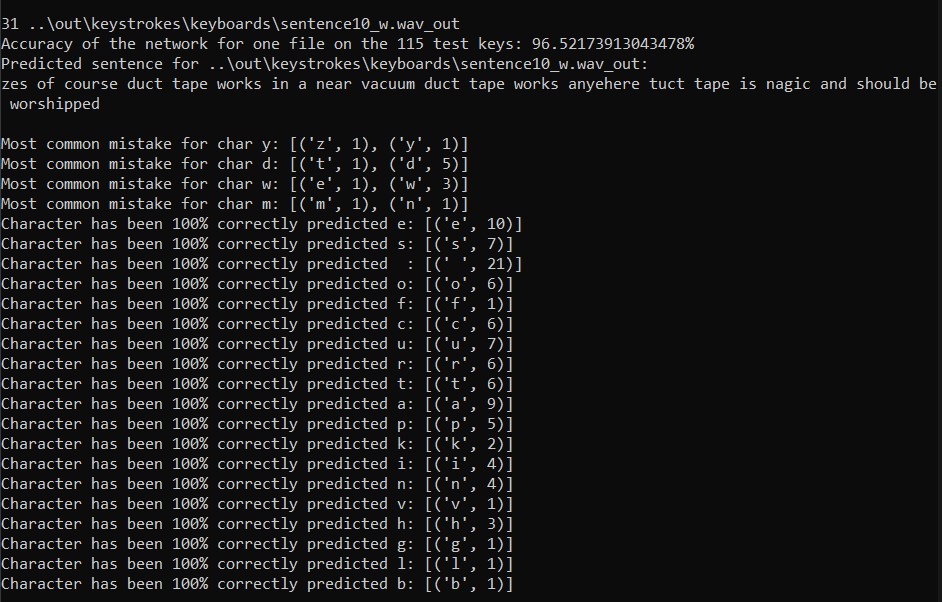 31 ..\out\keystrokes\keyboards\sentence10_w.wav_out
Accuracy of the network for one file on the 115 test keys: 96.52173913043478%
Predicted sentence for ..\out\keystrokes\keyboards\sentence10_w.wav_out:
zes of course duct tape works in a near vacuum duct tape works anyehere tuct tape is nagic and should be
 worshipped

Most common mistake for char y: [('z', 1), ('y', 1)]
Most common mistake for char d: [('t', 1), ('d', 5)]
Most common mistake for char w: [('e', 1), ('w', 3)]
Most common mistake for char m: [('m', 1), ('n', 1)]
Character has been 100% correctly predicted e: [('e', 10)]
Character has been 100% correctly predicted s: [('s', 7)]
Character has been 100% correctly predicted  : [(' ', 21)]
Character has been 100% correctly predicted o: [('o', 6)]
Character has been 100% correctly predicted f: [('f', 1)]
Character has been 100% correctly predicted c: [('c', 6)]
Character has been 100% correctly predicted u: [('u', 7)]
Character has been 100% correctly predicted r: [('r', 6)]
Character has been 100% correctly predicted t: [('t', 6)]
Character has been 100% correctly predicted a: [('a', 9)]
Character has been 100% correctly predicted p: [('p', 5)]
Character has been 100% correctly predicted k: [('k', 2)]
Character has been 100% correctly predicted i: [('i', 4)]
Character has been 100% correctly predicted n: [('n', 4)]
Character has been 100% correctly predicted v: [('v', 1)]
Character has been 100% correctly predicted h: [('h', 3)]
Character has been 100% correctly predicted g: [('g', 1)]
Character has been 100% correctly predicted l: [('l', 1)]
Character has been 100% correctly predicted b: [('b', 1)]